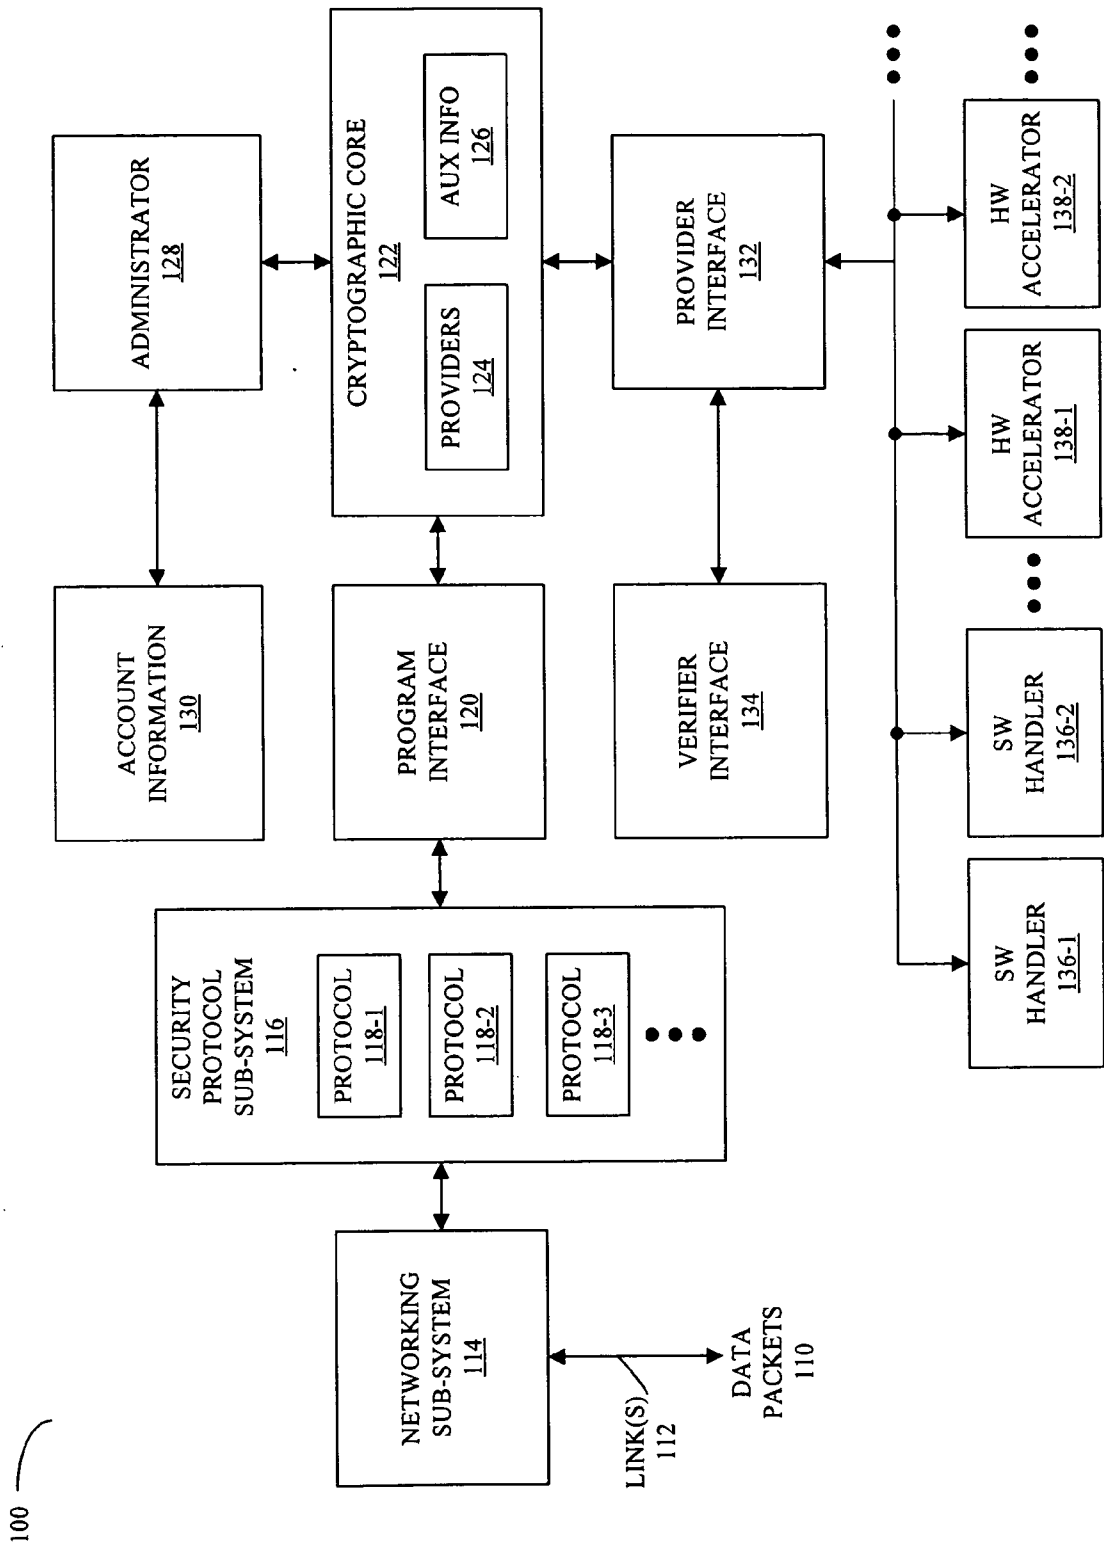 100
ACCOUNT
INFORMATION
130
ADMINISTRATOR
128
SECURITY
PROTOCOL
SUB-SYSTEM
116
PROTOCOL
118-1
PROTOCOL
118-2
PROTOCOL
118-3
NETWORKING
SUB-SYSTEM
114
LINK(S)
112
DATA
PACKETS
110
PROGRAM
INTERFACE
120
CRYPTOGRAPHIC CORE
122
PROVIDERS
124
AUX INFO
126
VERIFIER
INTERFACE
134
PROVIDER
INTERFACE
132
SW
HANDLER
136-1
SW
HANDLER
136-2
HW
ACCELERATOR
138-1
HW
ACCELERATOR
138-2